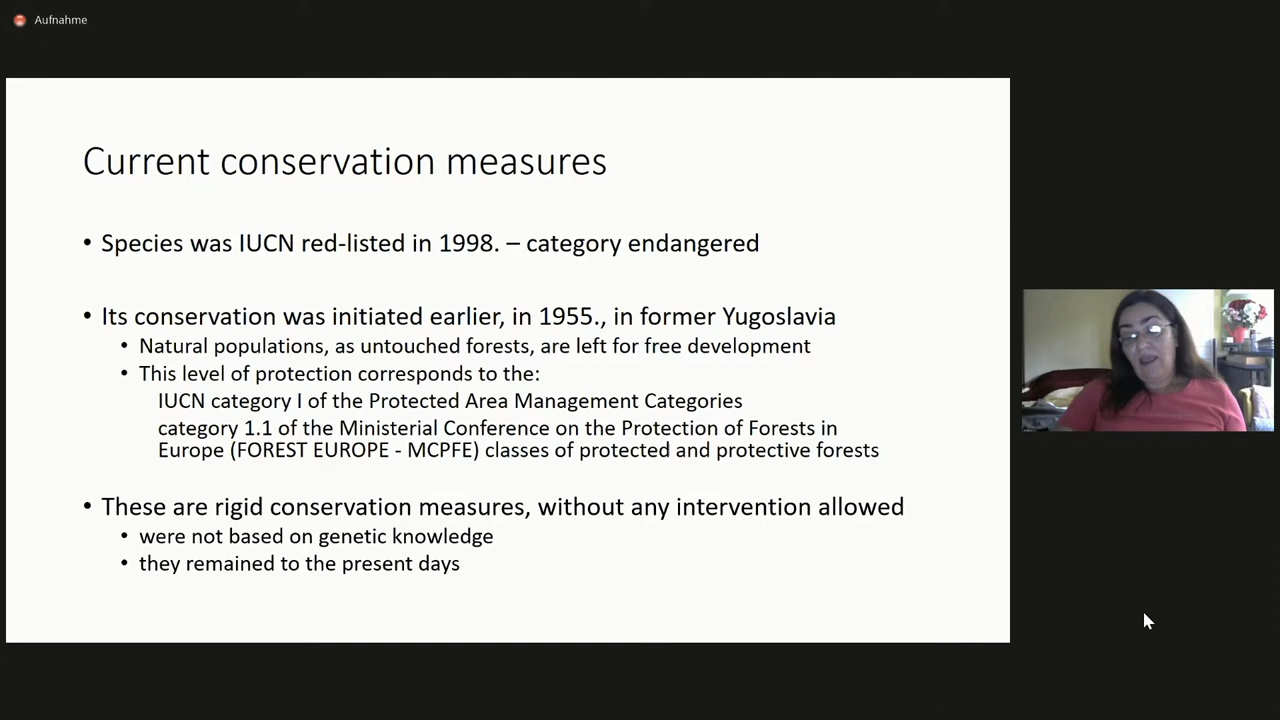 Aufnahme
Current conservation measures
• Species was IUCN red-listed in 1998. – category endangered
• Its conservation was initiated earlier, in 1955., in former Yugoslavia
• Natural populations, as untouched forests, are left for free development
• This level of protection corresponds to the:
IUCN category I of the Protected Area Management Categories
category 1.1 of the Ministerial Conference on the Protection of Forests in
Europe (FOREST EUROPE - MCPFE) classes of protected and protective forests
• These are rigid conservation measures, without any intervention allowed
• were not based on genetic knowledge
• they remained to the present days